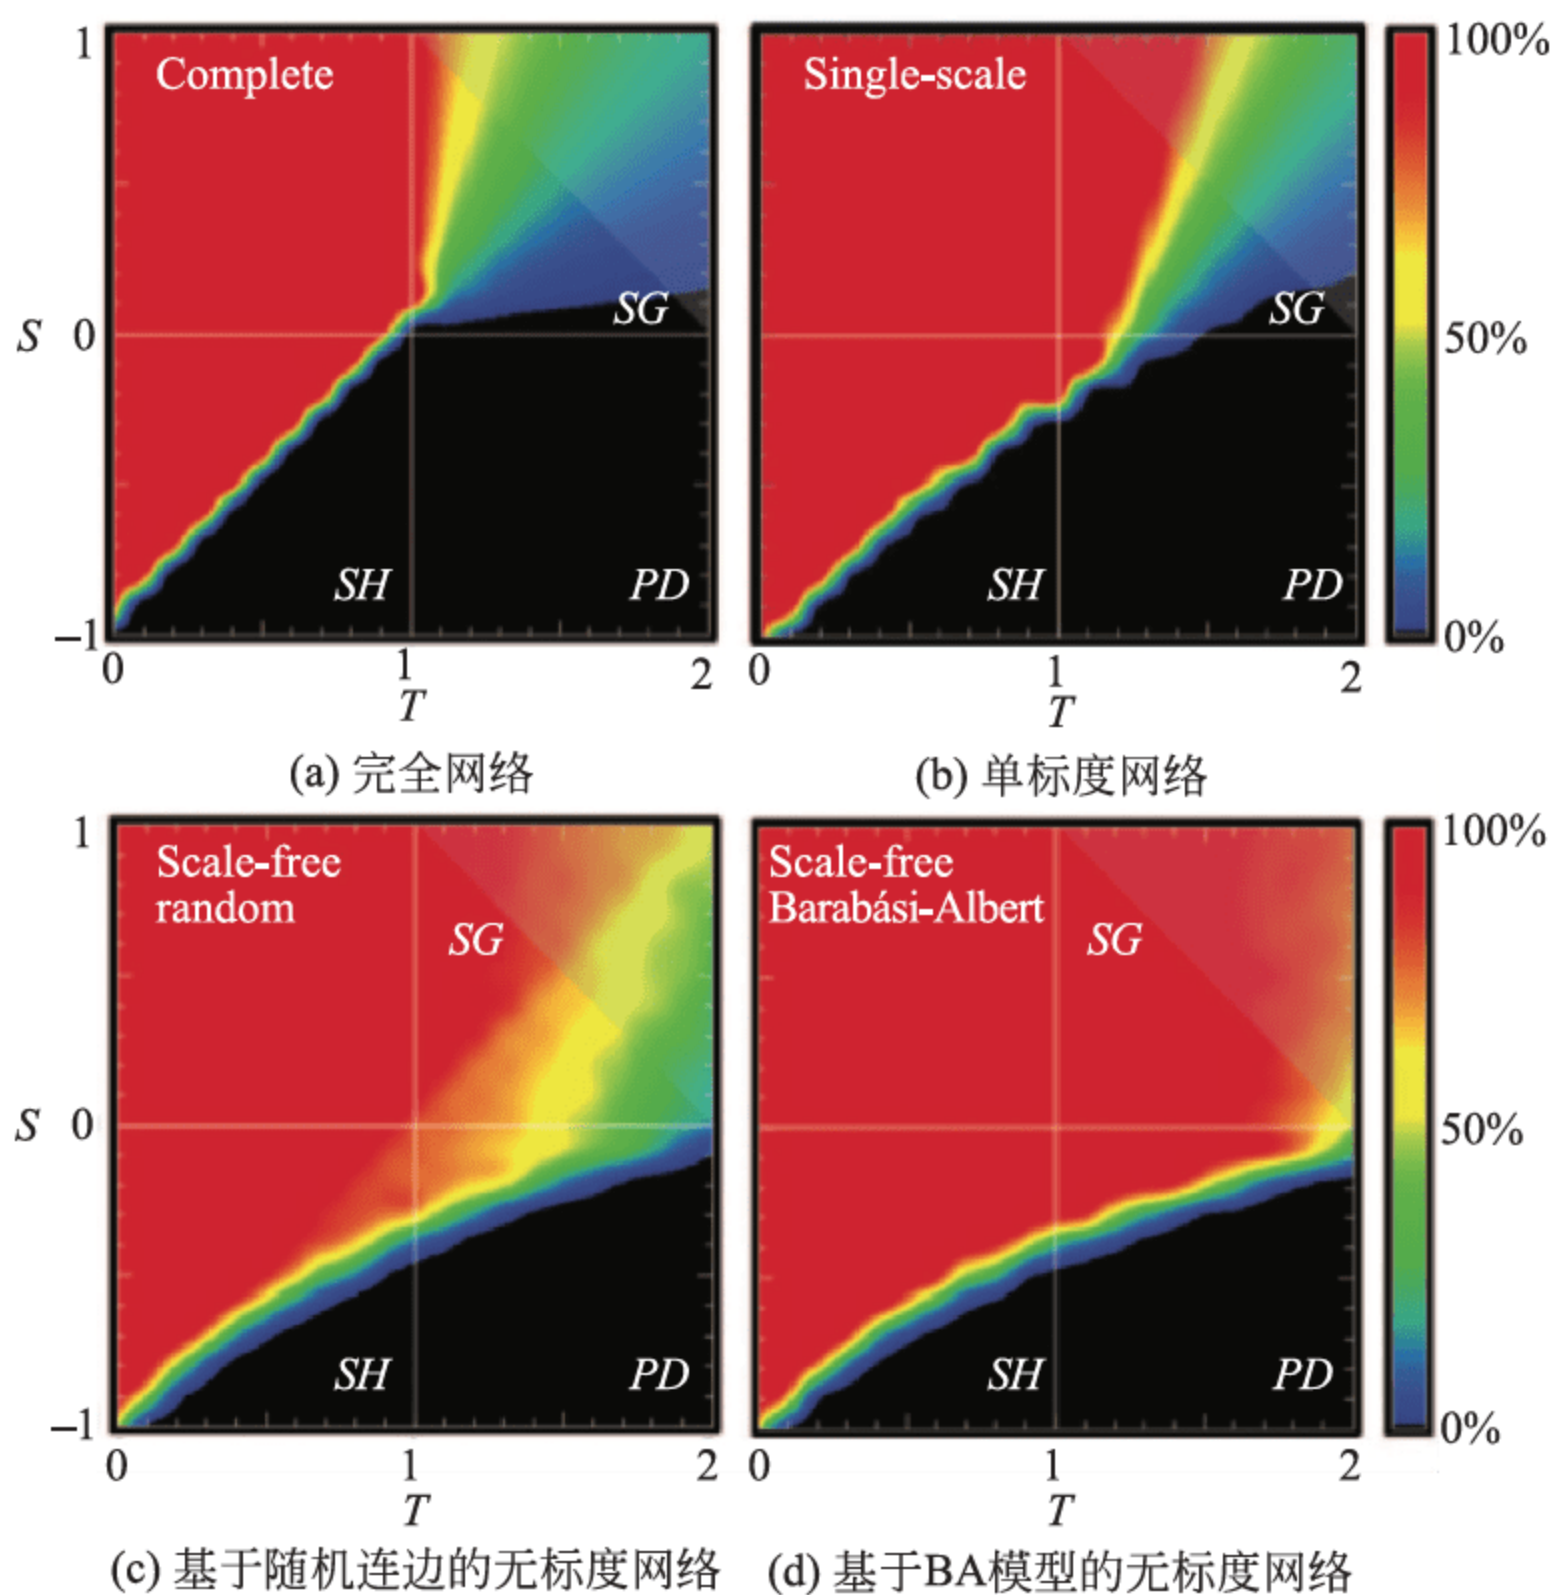 1
Complete
S
0
SG
SH
PD
−1
0
1
2
T
(a) 完全网络
Single-scale
SG
SH
PD
0
1
2
T
100%
50%
0%
(b) 单标度网络
1
Scale-free
random
SG
S
0
SH
PD
−1
0
1
2
T
(c) 基于随机连边的无标度网络
Scale-free
Barabási-Albert
SG
SH
PD
0
1
2
T
100%
50%
0%
(d) 基于BA模型的无标度网络